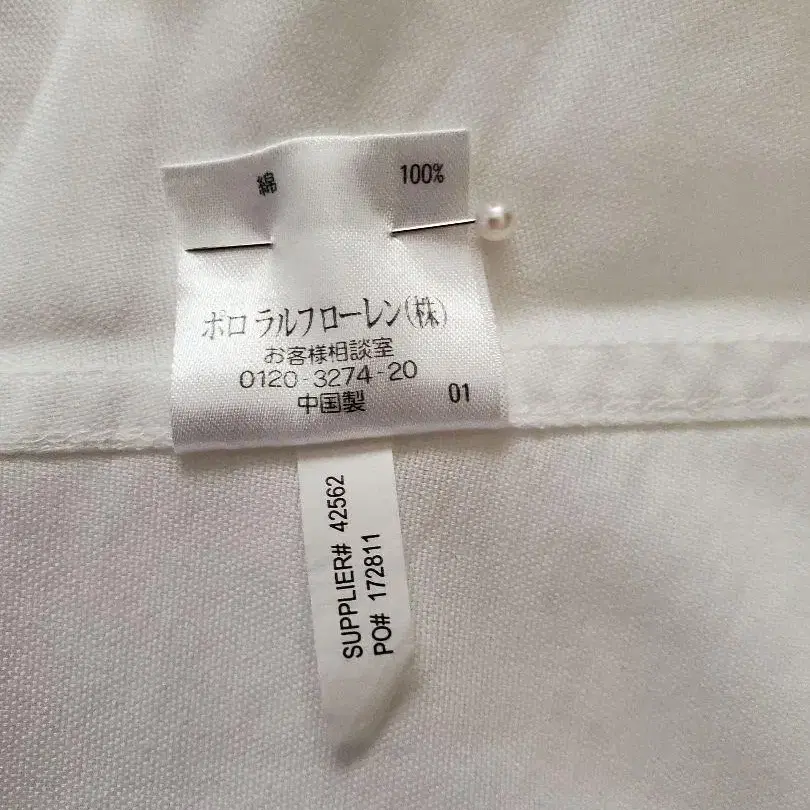 綿 100%
ポロ ラルフローレン(株)
お客様相談室
0120-3274-20
中国製 01
SUPPLIER# 42562
PO# 172811